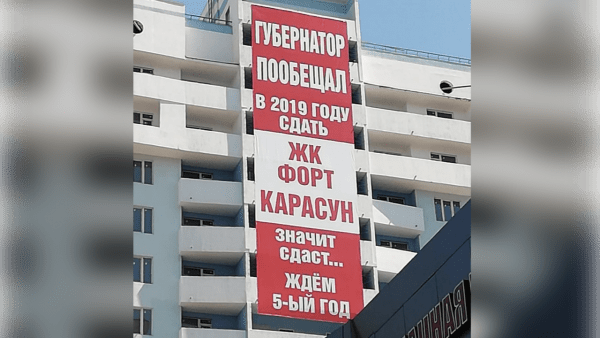 ГУБЕРНАТОР
ПООБЕЩАЛ
В 2019 ГОДУ
СДАТЬ
ЖК
ФОРТ
КАРАСУН
значит
сдаст...
ЖДЁМ
5-ЫЙ ГОД